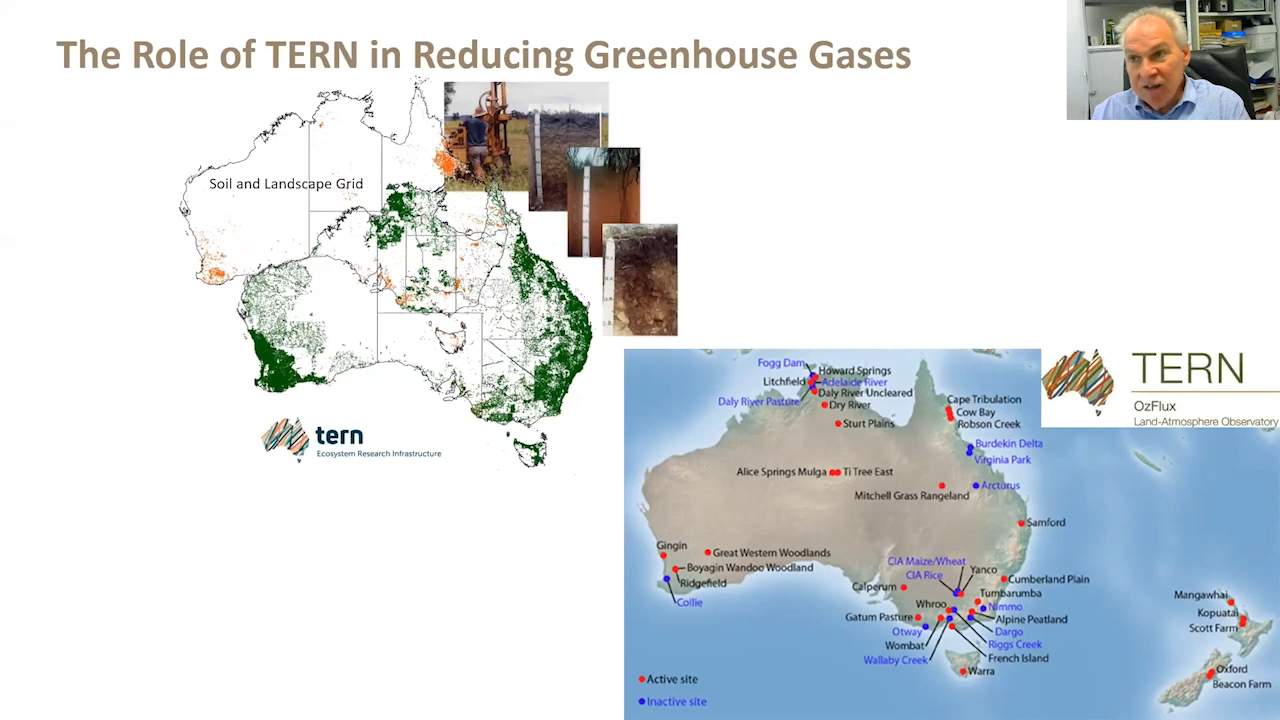 The Role of TERN in Reducing Greenhouse Gases
Soil and Landscape Grid
tern
Ecosystem Research Infrastructure
TERN
OzFlux
Land-Atmosphere Observatory
Fogg Dam
Howard Springs
Litchfield
Adelaide River
Daly River Uncleared
Daly River Pasture
Dry River
Sturt Plains
Cape Tribulation
Cow Bay
Robson Creek
Burdekin Delta
Virginia Park
Alice Springs Mulga
Ti Tree East
Mitchell Grass Rangeland
Arcturus
Samford
Gingin
Great Western Woodlands
Boyagin Wandoo Woodland
Ridgefield
Collie
CIA Maize/Wheat
CIA Rice
Yanco
Calperum
Cumberland Plain
Tumbarumba
Whroo
Nimmo
Gatum Pasture
Alpine Peatland
Otway
Dargo
Wombat
Riggs Creek
Wallaby Creek
French Island
Warra
Mangawhai
Kopuatai
Scott Farm
Oxford
Beacon Farm
Active site
Inactive site